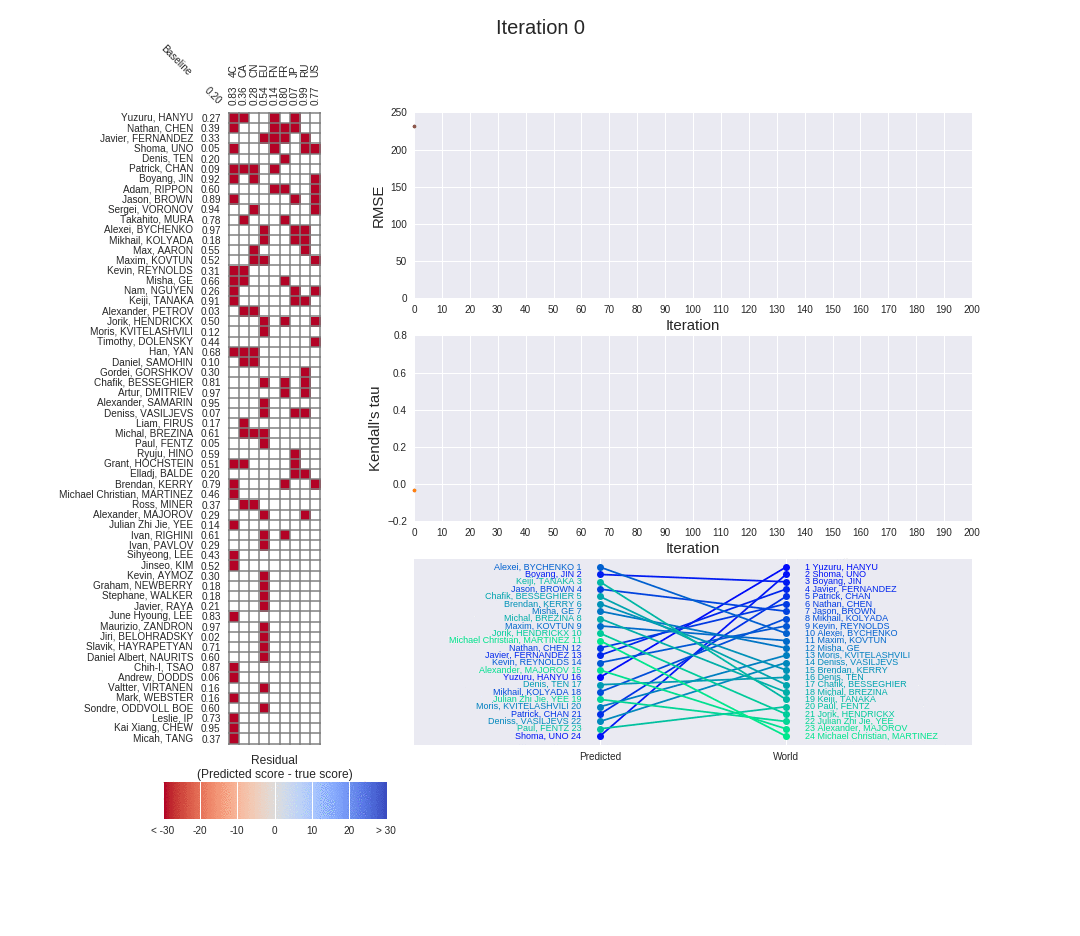 Iteration 0
Baseline 4C CA CN EU FN FR JP RU US
0.20 0.83 0.36 0.28 0.54 0.14 0.80 0.07 0.99 0.77
Yuzuru, HANYU 0.27
Nathan, CHEN 0.39
Javier, FERNANDEZ 0.33
Shoma, UNO 0.05
Denis, TEN 0.20
Patrick, CHAN 0.09
Boyang, JIN 0.92
Adam, RIPPON 0.60
Jason, BROWN 0.89
Sergei, VORONOV 0.94
Takahito, MURA 0.78
Alexei, BYCHENKO 0.97
Mikhail, KOLYADA 0.18
Max, AARON 0.55
Maxim, KOVTUN 0.52
Kevin, REYNOLDS 0.31
Misha, GE 0.66
Nam, NGUYEN 0.26
Keiji, TANAKA 0.91
Alexander, PETROV 0.03
Jorik, HENDRICKX 0.50
Moris, KVITELASHVILI 0.12
Timothy, DOLENSKY 0.44
Han, YAN 0.68
Daniel, SAMOHIN 0.10
Gordei, GORSHKOV 0.30
Chafik, BESSEGHIER 0.81
Artur, DMITRIEV 0.97
Alexander, SAMARIN 0.95
Deniss, VASILJEVS 0.07
Liam, FIRUS 0.17
Michal, BREZINA 0.61
Paul, FENTZ 0.05
Ryuju, HINO 0.59
Grant, HOCHSTEIN 0.51
Elladj, BALDE 0.20
Brendan, KERRY 0.79
Michael Christian, MARTINEZ 0.46
Ross, MINER 0.37
Alexander, MAJOROV 0.29
Julian Zhi Jie, YEE 0.14
Ivan, RIGHINI 0.61
Ivan, PAVLOV 0.29
Sihyeong, LEE 0.43
Jinseo, KIM 0.52
Kevin, AYMOZ 0.30
Graham, NEWBERRY 0.18
Stephane, WALKER 0.18
Javier, RAYA 0.21
June Hyoung, LEE 0.83
Maurizio, ZANDRON 0.97
Jiri, BELOHRADSKY 0.02
Slavik, HAYRAPETYAN 0.71
Daniel Albert, NAURITS 0.60
Chih-I, TSAO 0.87
Andrew, DODDS 0.06
Valtter, VIRTANEN 0.16
Mark, WEBSTER 0.16
Sondre, ODDVOLL BOE 0.60
Leslie, IP 0.73
Kai Xiang, CHEW 0.95
Micah, TANG 0.37
Residual
(Predicted score - true score)
< -30 -20 -10 0 10 20 > 30
RMSE
250
200
150
100
50
0
0 10 20 30 40 50 60 70 80 90 100 110 120 130 140 150 160 170 180 190 200
Iteration
Kendall's tau
0.8
0.6
0.4
0.2
0.0
−0.2
0 10 20 30 40 50 60 70 80 90 100 110 120 130 140 150 160 170 180 190 200
Iteration
Alexei, BYCHENKO 1
Boyang, JIN 2
Keiji, TANAKA 3
Jason, BROWN 4
Chafik, BESSEGHIER 5
Brendan, KERRY 6
Misha, GE 7
Michal, BREZINA 8
Maxim, KOVTUN 9
Jorik, HENDRICKX 10
Michael Christian, MARTINEZ 11
Nathan, CHEN 12
Javier, FERNANDEZ 13
Kevin, REYNOLDS 14
Alexander, MAJOROV 15
Yuzuru, HANYU 16
Denis, TEN 17
Mikhail, KOLYADA 18
Julian Zhi Jie, YEE 19
Moris, KVITELASHVILI 20
Patrick, CHAN 21
Deniss, VASILJEVS 22
Paul, FENTZ 23
Shoma, UNO 24
1 Yuzuru, HANYU
2 Shoma, UNO
3 Boyang, JIN
4 Javier, FERNANDEZ
5 Patrick, CHAN
6 Nathan, CHEN
7 Jason, BROWN
8 Mikhail, KOLYADA
9 Kevin, REYNOLDS
10 Alexei, BYCHENKO
11 Maxim, KOVTUN
12 Misha, GE
13 Moris, KVITELASHVILI
14 Deniss, VASILJEVS
15 Brendan, KERRY
16 Denis, TEN
17 Chafik, BESSEGHIER
18 Michal, BREZINA
19 Keiji, TANAKA
20 Paul, FENTZ
21 Jorik, HENDRICKX
22 Julian Zhi Jie, YEE
23 Alexander, MAJOROV
24 Michael Christian, MARTINEZ
Predicted World